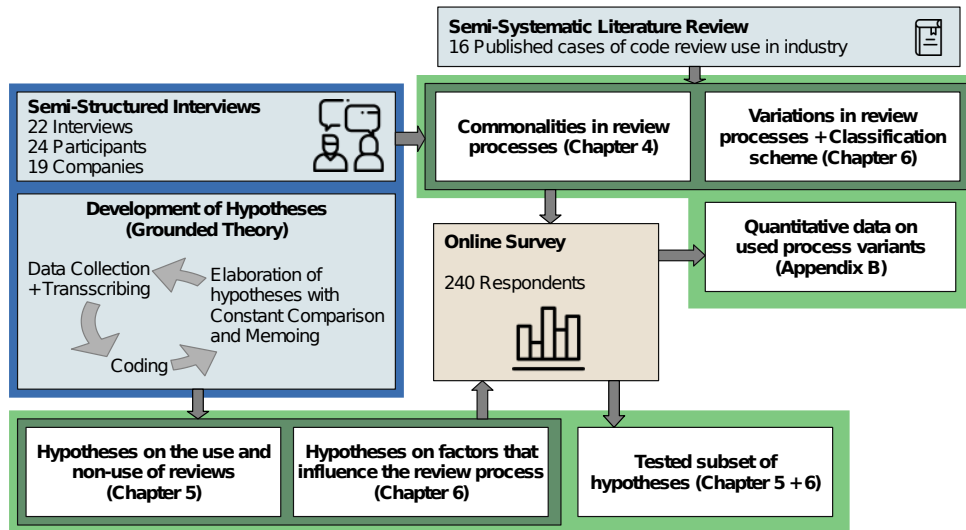 Semi-Systematic Literature Review
16 Published cases of code review use in industry
Semi-Structured Interviews
22 Interviews
24 Participants
19 Companies
Commonalities in review
processes (Chapter 4)
Variations in review
processes + Classification
scheme (Chapter 6)
Development of Hypotheses
(Grounded Theory)
Data Collection
+Transscribing
Elaboration of
hypotheses with
Constant Comparison
and Memoing
Coding
Online Survey
240 Respondents
Quantitative data on
used process variants
(Appendix B)
Hypotheses on the use and
non-use of reviews
(Chapter 5)
Hypotheses on factors that
influence the review process
(Chapter 6)
Tested subset of
hypotheses (Chapter 5 + 6)